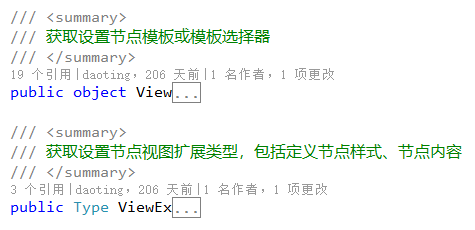 /// <summary>
/// 获取设置节点模板或模板选择器
/// </summary>
19 个引用|daoting，206 天前|1 名作者，1 项更改
public object View...
/// <summary>
/// 获取设置节点视图扩展类型，包括定义节点样式、节点内容
/// </summary>
3 个引用|daoting，206 天前|1 名作者，1 项更改
public Type ViewEx...